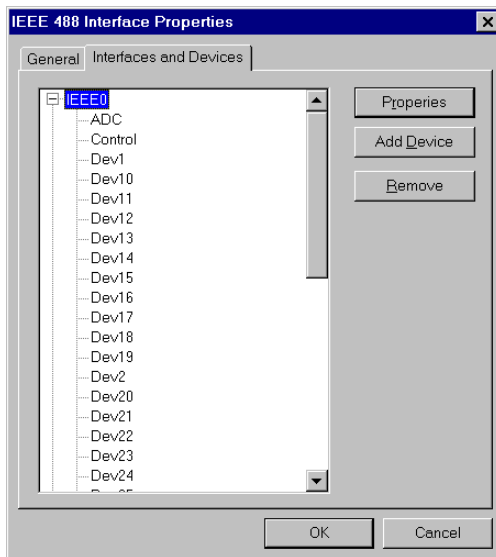 IEEE 488 Interface Properties
General
Interfaces and Devices
IEEE0
ADC
Control
Dev1
Dev10
Dev11
Dev12
Dev13
Dev14
Dev15
Dev16
Dev17
Dev18
Dev19
Dev2
Dev20
Dev21
Dev22
Dev23
Dev24
Properies
Add Device
Remove
OK
Cancel